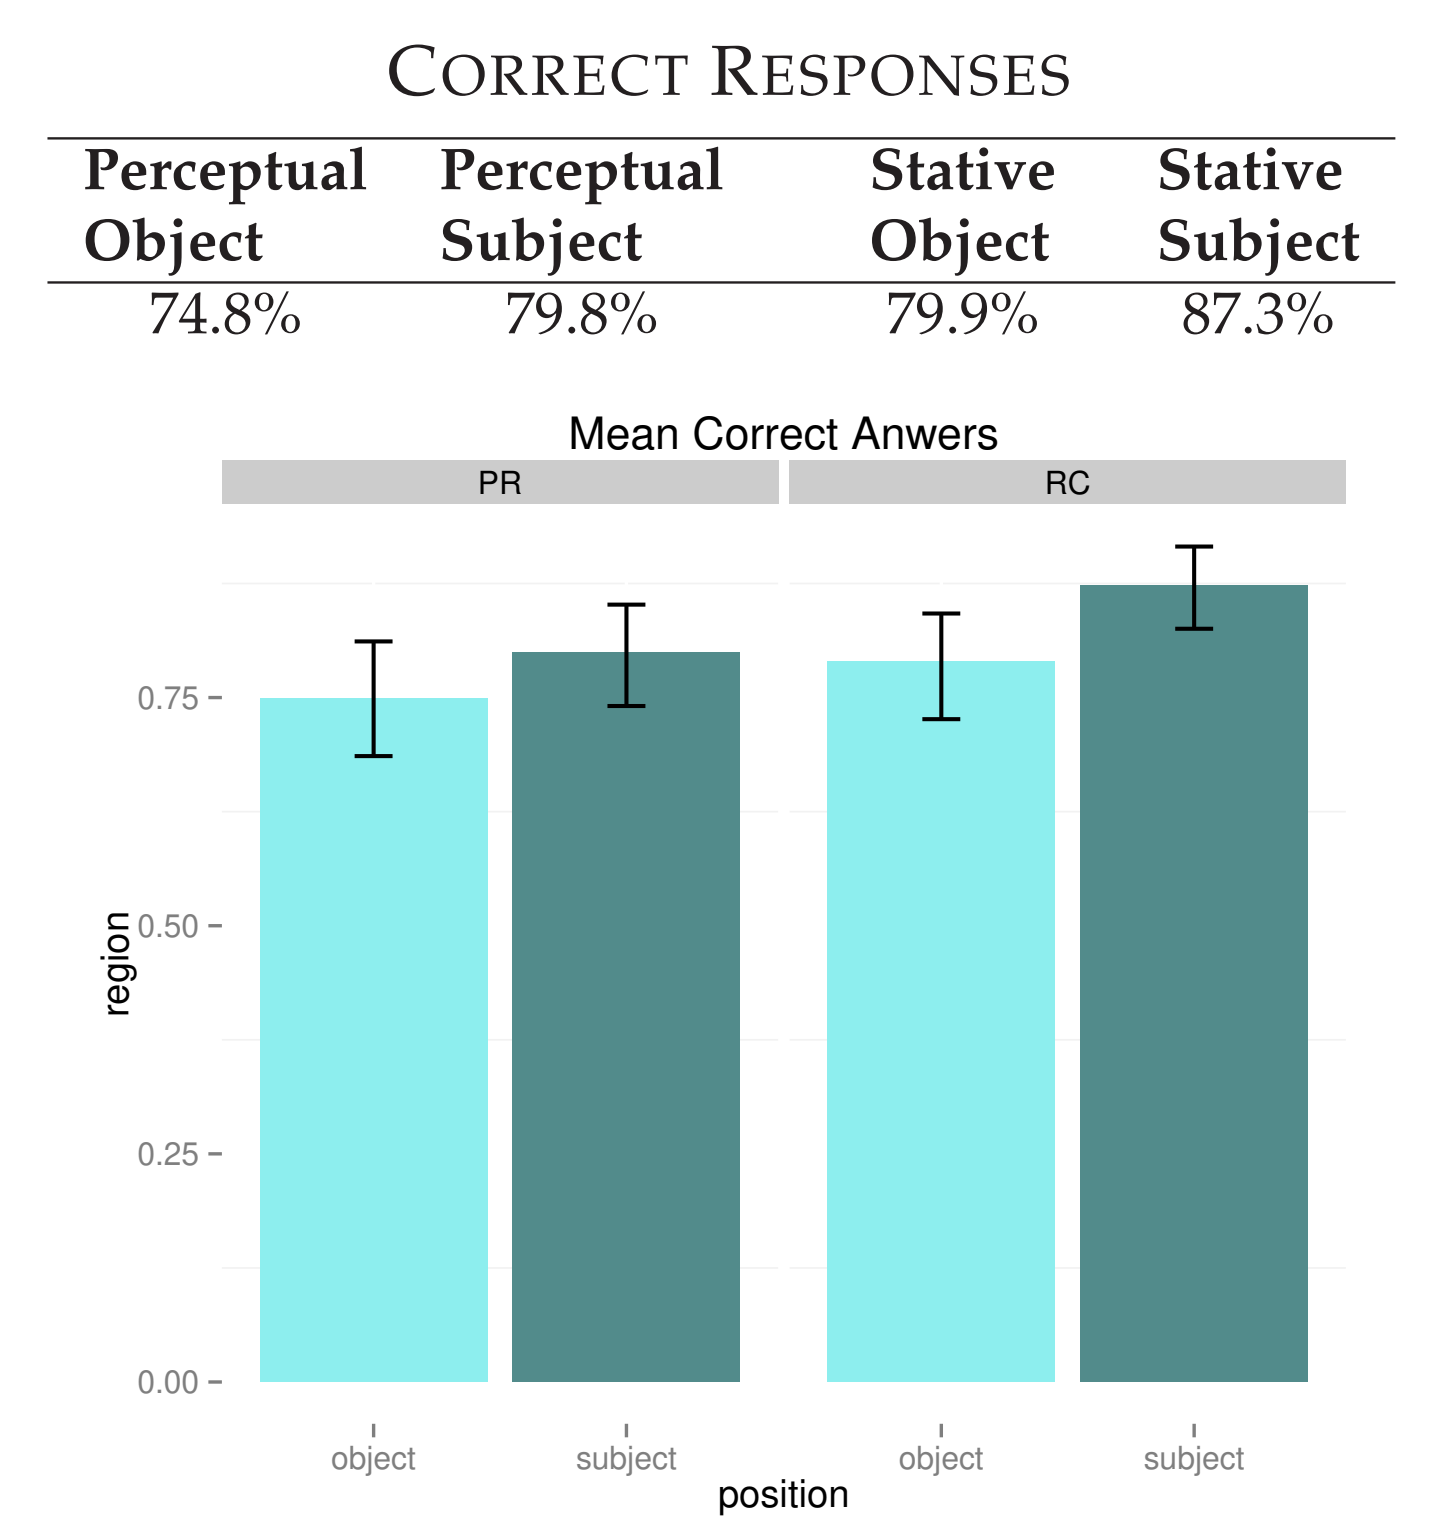 CORRECT RESPONSES
Perceptual Perceptual Stative Stative
Object Subject Object Subject
74.8% 79.8% 79.9% 87.3%
Mean Correct Anwers
PR RC
0.75
0.50
0.25
0.00
region
object subject object subject
position